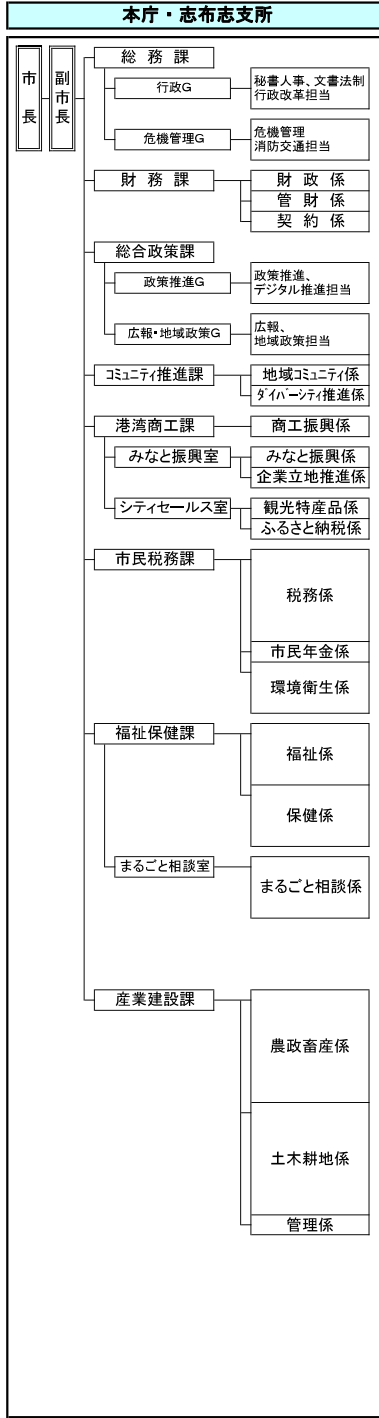 本庁・志布志支所
市長
副市長
総務課
行政G
秘書人事、文書法制
行政改革担当
危機管理G
危機管理
消防交通担当
財務課
財政係
管財係
契約係
総合政策課
政策推進G
政策推進、
デジタル推進担当
広報・地域政策G
広報、
地域政策担当
ｺﾐｭﾆﾃｨ推進課
地域ｺﾐｭﾆﾃｨ係
ﾀﾞｲﾊﾞｰｼﾃｨ推進係
港湾商工課
商工振興係
みなと振興室
みなと振興係
企業立地推進係
シティセールス室
観光特産品係
ふるさと納税係
市民税務課
税務係
市民年金係
環境衛生係
福祉保健課
福祉係
保健係
まるごと相談室
まるごと相談係
産業建設課
農政畜産係
土木耕地係
管理係